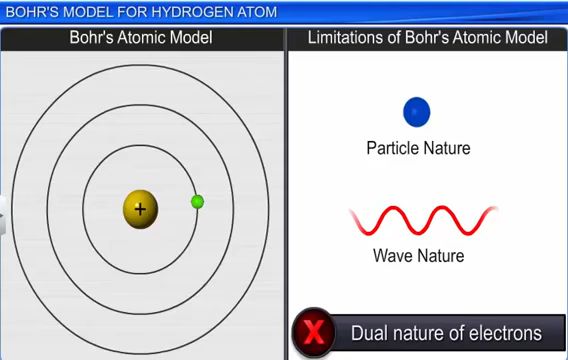 BOHR'S MODEL FOR HYDROGEN ATOM
Bohr's Atomic Model
Limitations of Bohr's Atomic Model
+
Particle Nature
Wave Nature
X
Dual nature of electrons